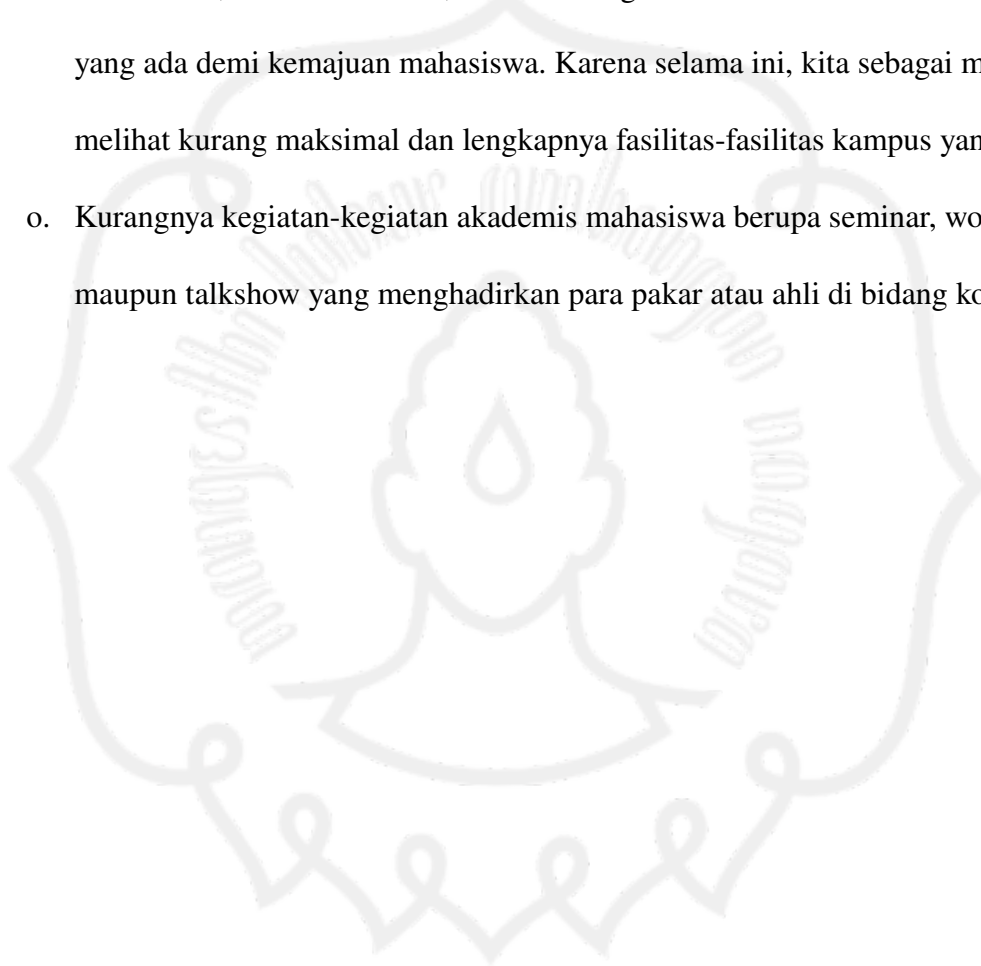 yang ada demi kemajuan mahasiswa. Karena selama ini, kita sebagai
melihat kurang maksimal dan lengkapnya fasilitas-fasilitas kampus
o. Kurangnya kegiatan-kegiatan akademis mahasiswa berupa seminar,
maupun talkshow yang menghadirkan para pakar atau ahli di bidang